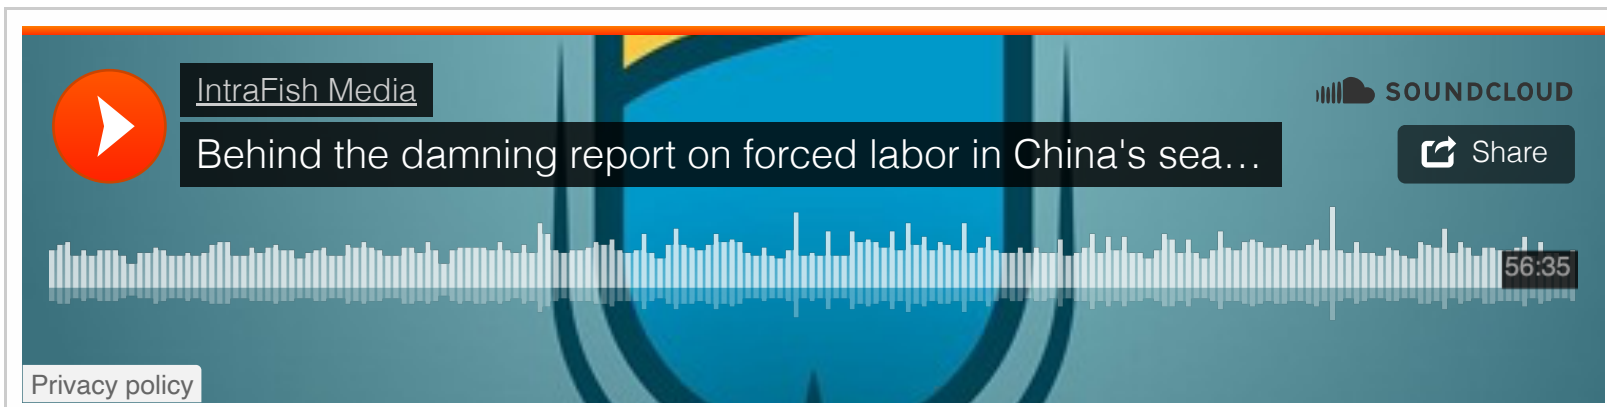 IntraFish Media
SOUNDCLOUD
Behind the damning report on forced labor in China's sea...
Share
56:35
Privacy policy